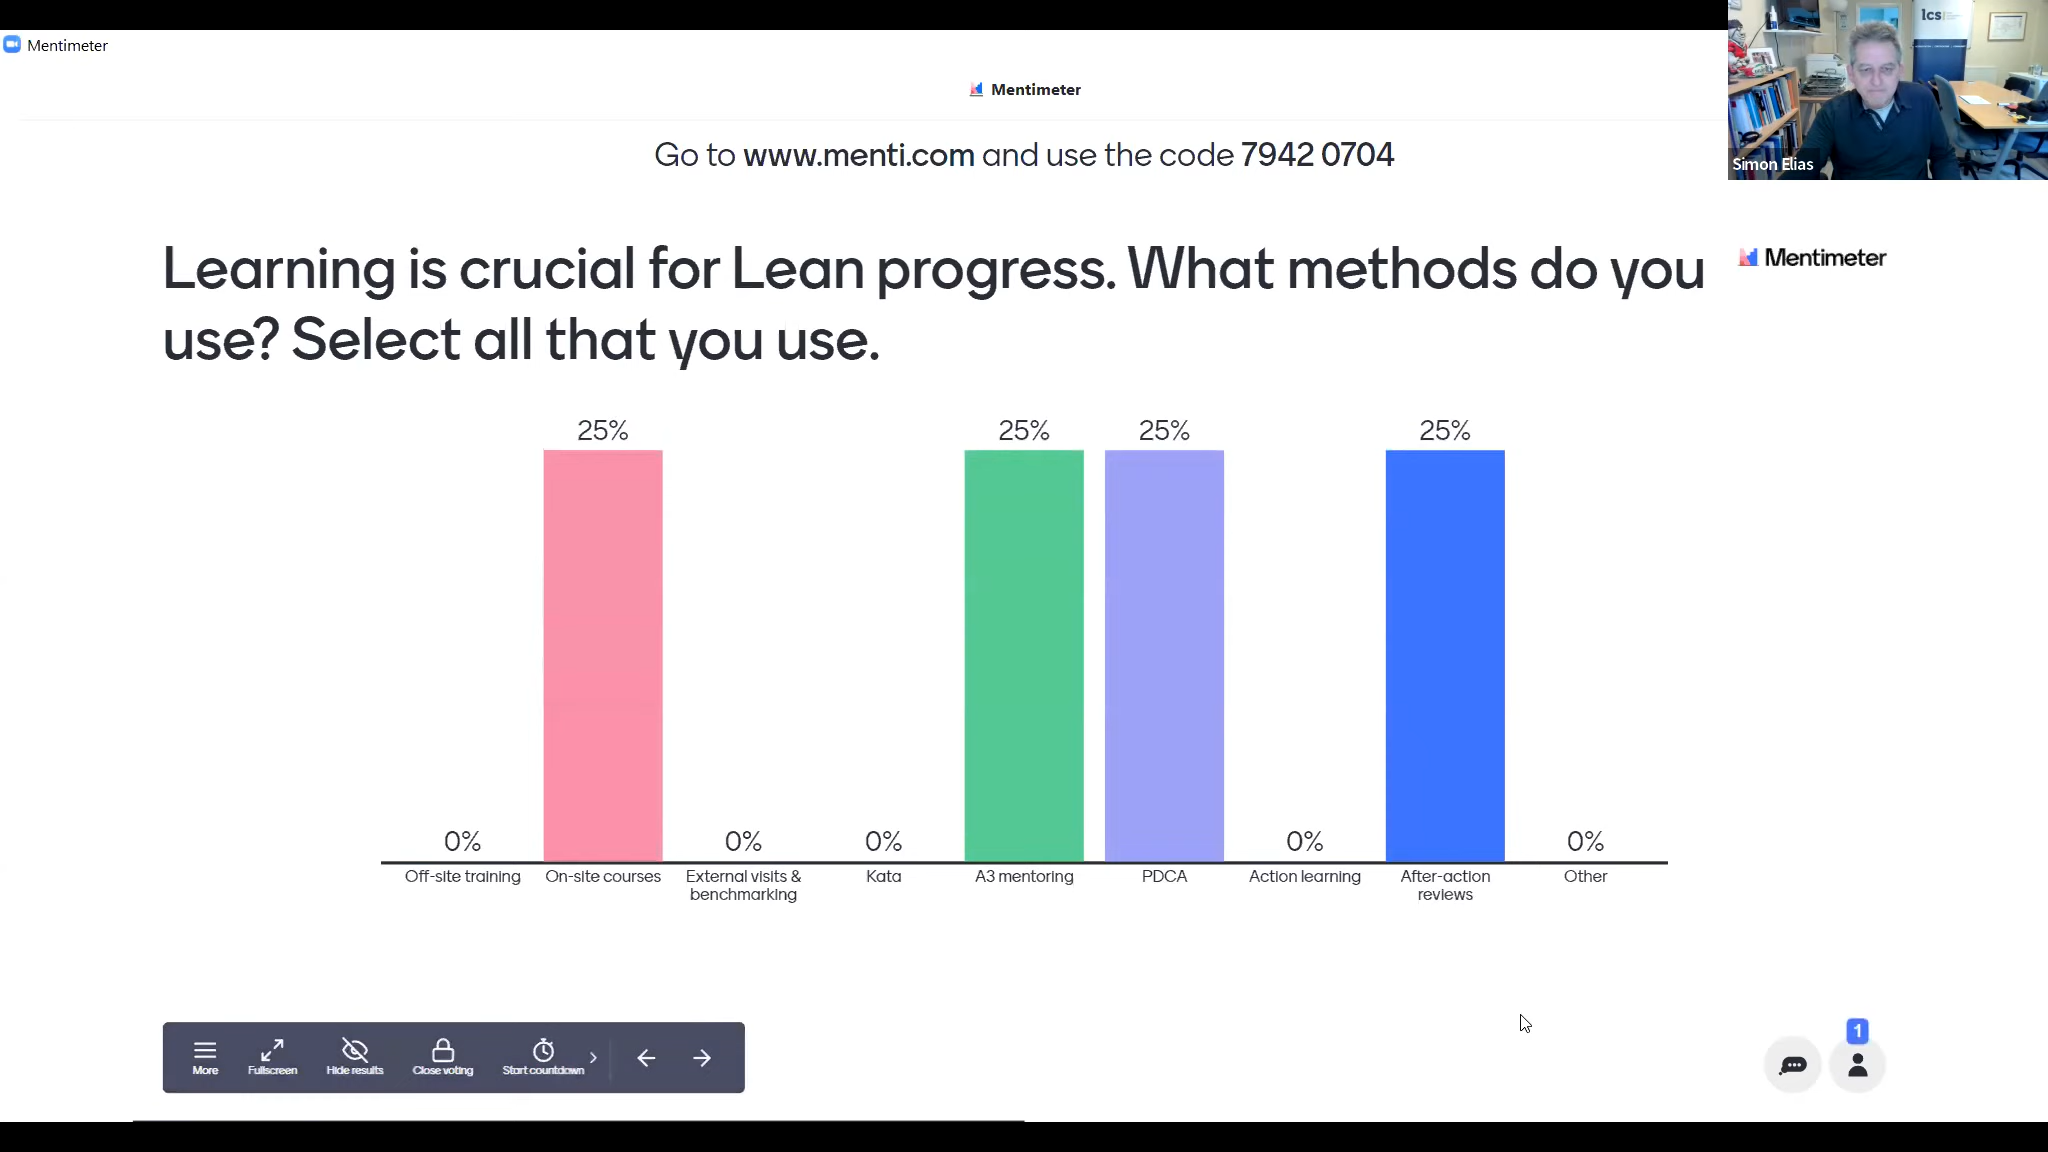 Mentimeter
Mentimeter
Go to www.menti.com and use the code 7942 0704
lcs
Simon Elias
Learning is crucial for Lean progress. What methods do you
use? Select all that you use.
Mentimeter
25%
25%
25%
25%
0%
0%
0%
0%
0%
Off-site training
On-site courses
External visits &
benchmarking
Kata
A3 mentoring
PDCA
Action learning
After-action
reviews
Other
More
Fullscreen
Hide results
Close voting
Start countdown
1